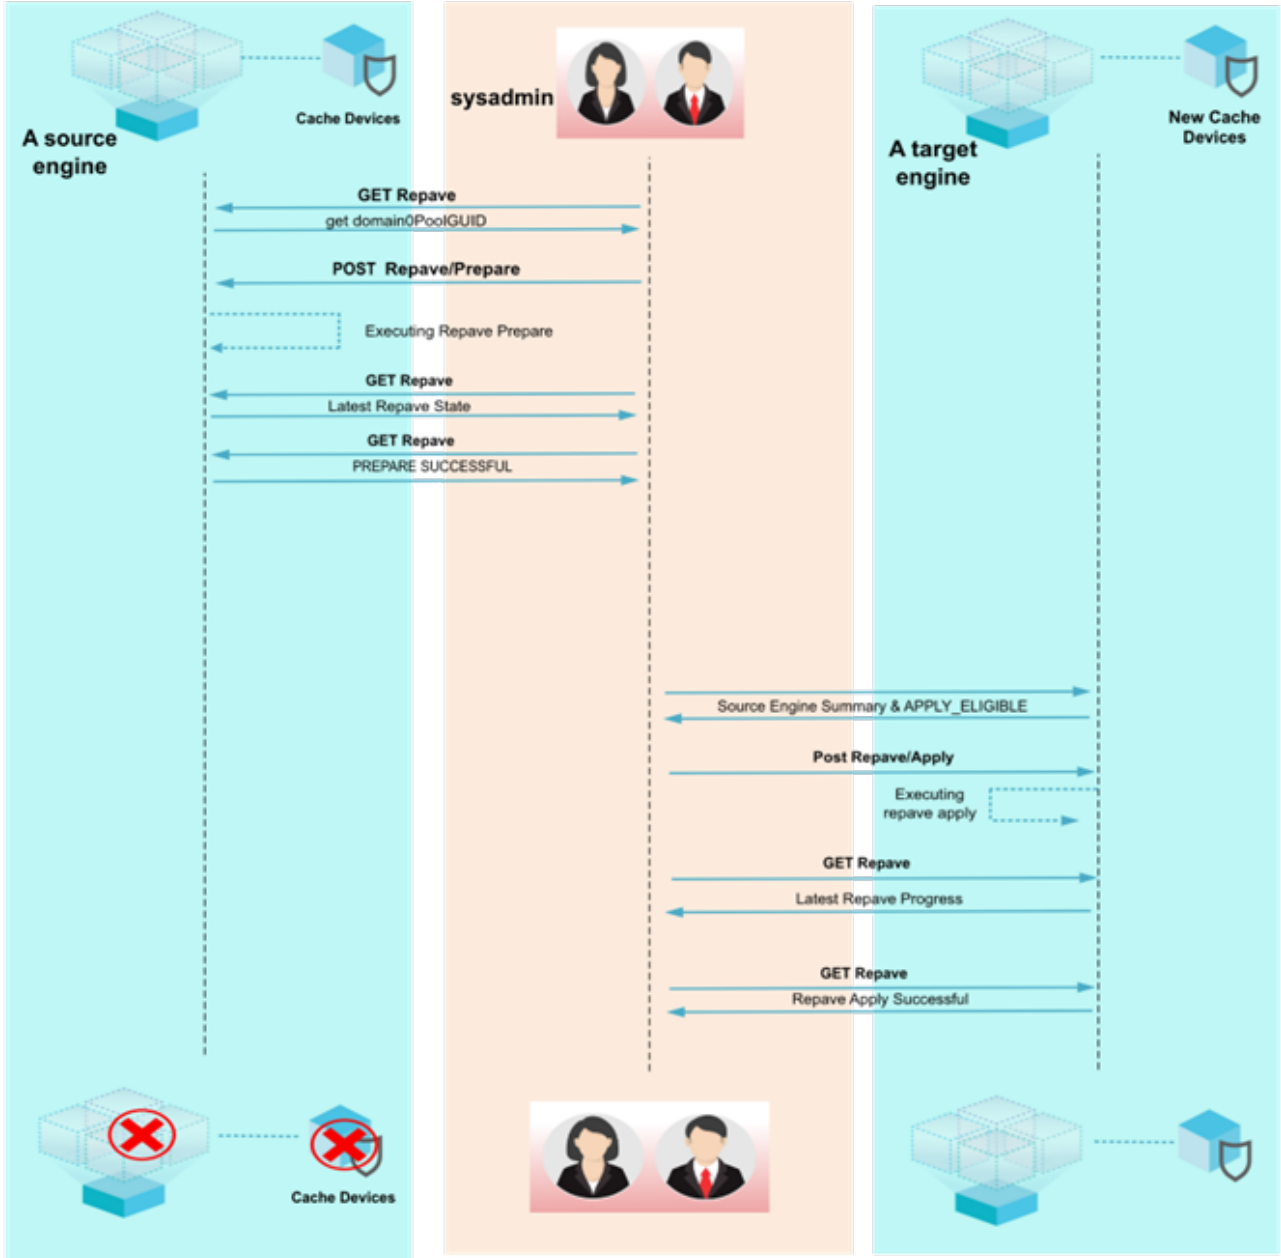 A source
engine
Cache Devices
sysadmin
A target
engine
New Cache
Devices
GET Repave
get domain0PoolGUID
POST Repave/Prepare
Executing Repave Prepare
GET Repave
Latest Repave State
GET Repave
PREPARE SUCCESSFUL
Source Engine Summary & APPLY_ELIGIBLE
Post Repave/Apply
Executing
repave apply
GET Repave
Latest Repave Progress
GET Repave
Repave Apply Successful
Cache Devices